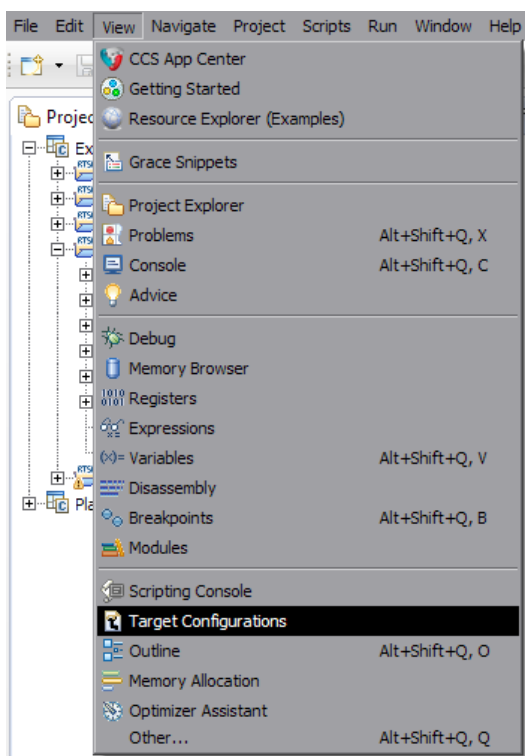 File Edit View Navigate Project Scripts Run Window Help
CCS App Center
Getting Started
Projec
Resource Explorer (Examples)
Ex
Grace Snippets
Project Explorer
Problems Alt+Shift+Q, X
Console Alt+Shift+Q, C
Advice
Debug
Memory Browser
Registers
Expressions
(x)= Variables Alt+Shift+Q, V
Disassembly
Pla
Breakpoints Alt+Shift+Q, B
Modules
Scripting Console
Target Configurations
Outline Alt+Shift+Q, O
Memory Allocation
Optimizer Assistant
Other... Alt+Shift+Q, Q